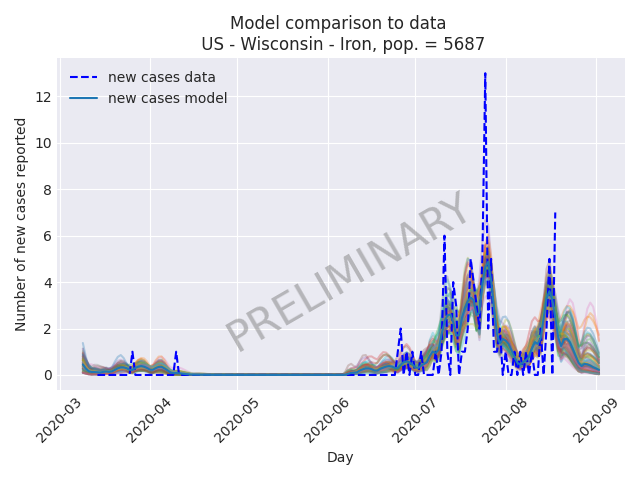 Model comparison to data
US - Wisconsin - Iron, pop. = 5687
new cases data
new cases model
Number of new cases reported
12
10
8
6
4
2
0
PRELIMINARY
2020-03
2020-04
2020-05
2020-06
2020-07
2020-08
2020-09
Day